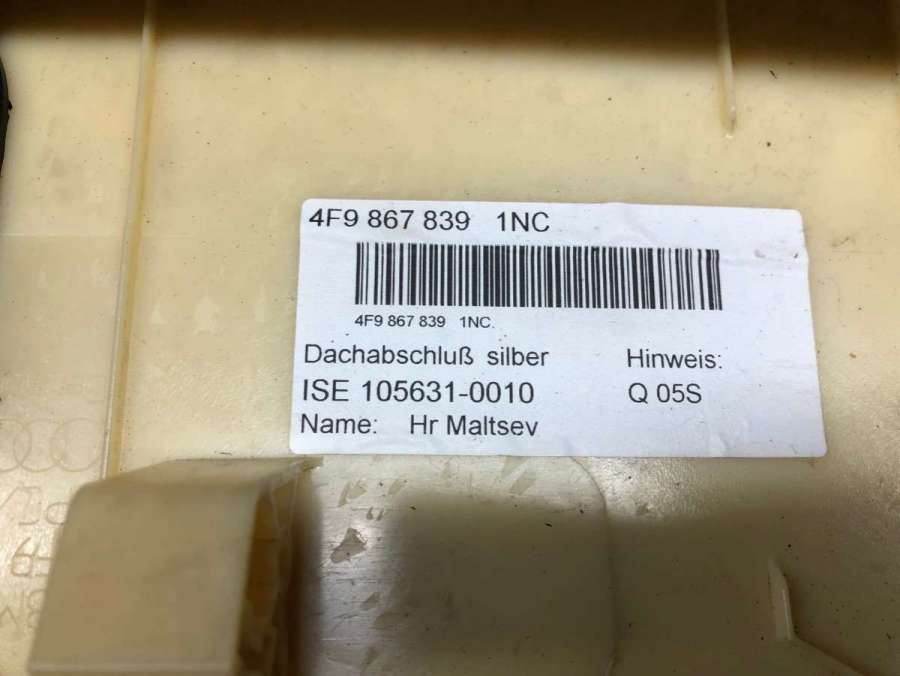 4F9 867 839 1NC
4F9 867 839 1NC.
Dachabschluß silber Hinweis:
ISE 105631-0010 Q 05S
Name: Hr Maltsev